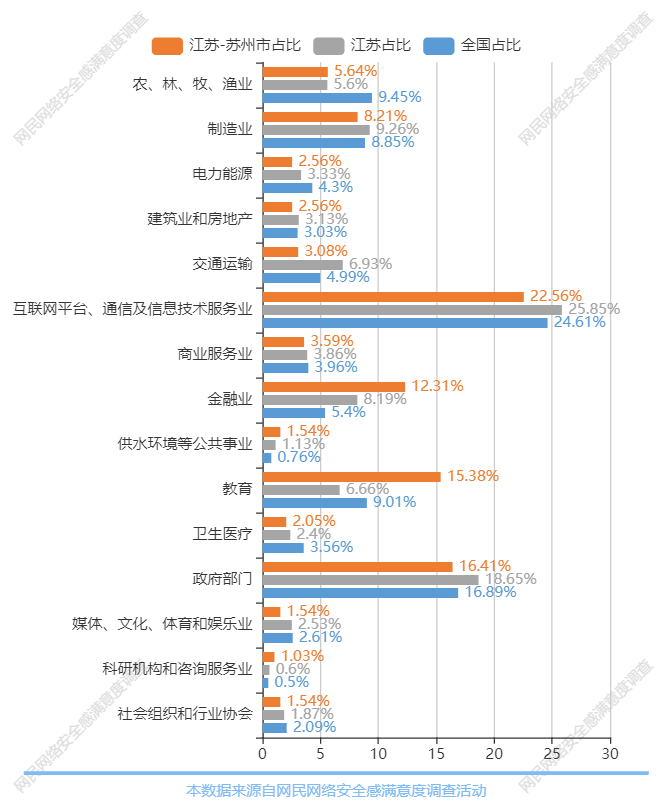 网民网络安全感满意度调查
网民网络安全感满意度调查
江苏-苏州市占比 江苏占比 全国占比
农、林、牧、渔业 5.64% 5.6% 9.45%
制造业 8.21% 9.26% 8.85%
电力能源 2.56% 3.33% 4.3%
建筑业和房地产 2.56% 3.13% 3.03%
交通运输 3.08% 6.93% 4.99%
互联网平台、通信及信息技术服务业 22.56% 25.85% 24.61%
商业服务业 3.59% 3.86% 3.96%
金融业 12.31% 8.19% 5.4%
供水环境等公共事业 1.54% 1.13% 0.76%
教育 15.38% 6.66% 9.01%
卫生医疗 2.05% 2.4% 3.56%
政府部门 16.41% 18.65% 16.89%
媒体、文化、体育和娱乐业 1.54% 2.53% 2.61%
科研机构和咨询服务业 1.03% 0.6% 0.5%
社会组织和行业协会 1.54% 1.87% 2.09%
0 5 10 15 20 25 30
网民网络安全感满意度调查
网民网络安全感满意度调查
本数据来源自网民网络安全感满意度调查活动